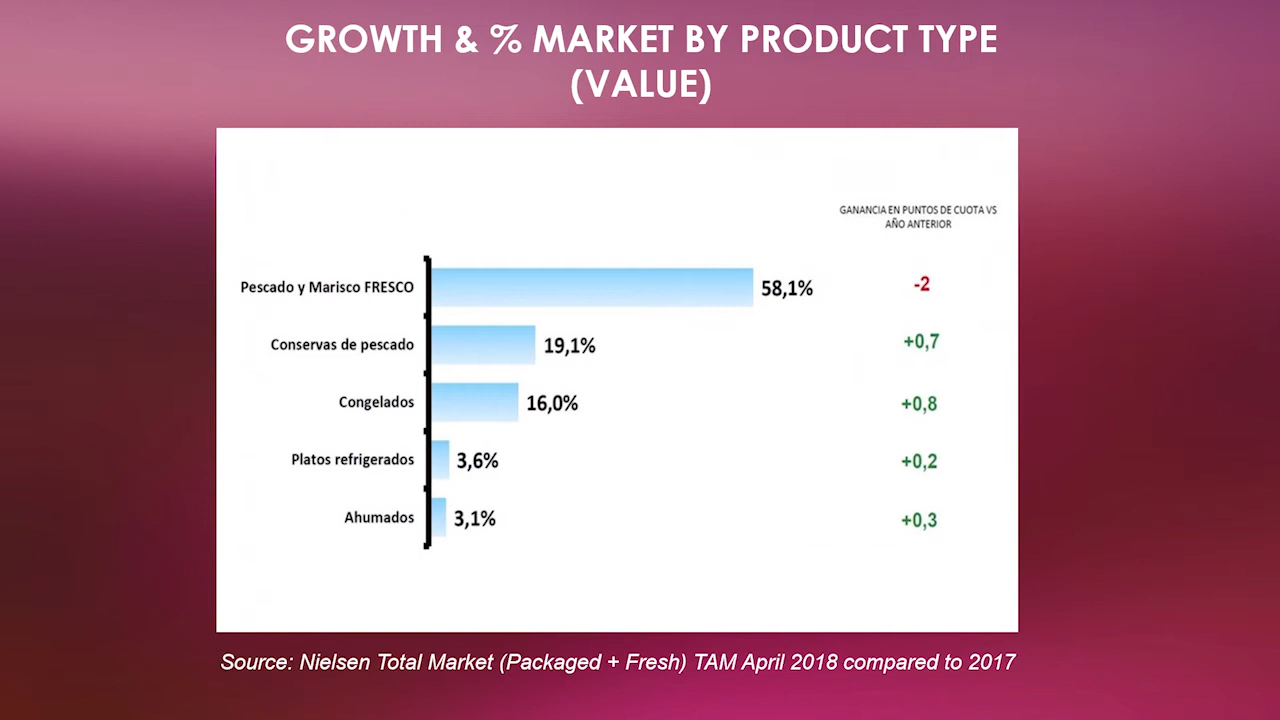 GROWTH & % MARKET BY PRODUCT TYPE
(VALUE)
GANANCIA EN PUNTOS DE CUOTA VS
AÑO ANTERIOR
Pescado y Marisco FRESCO 58,1% -2
Conservas de pescado 19,1% +0,7
Congelados 16,0% +0,8
Platos refrigerados 3,6% +0,2
Ahumados 3,1% +0,3
Source: Nielsen Total Market (Packaged + Fresh) TAM April 2018 compared to 2017